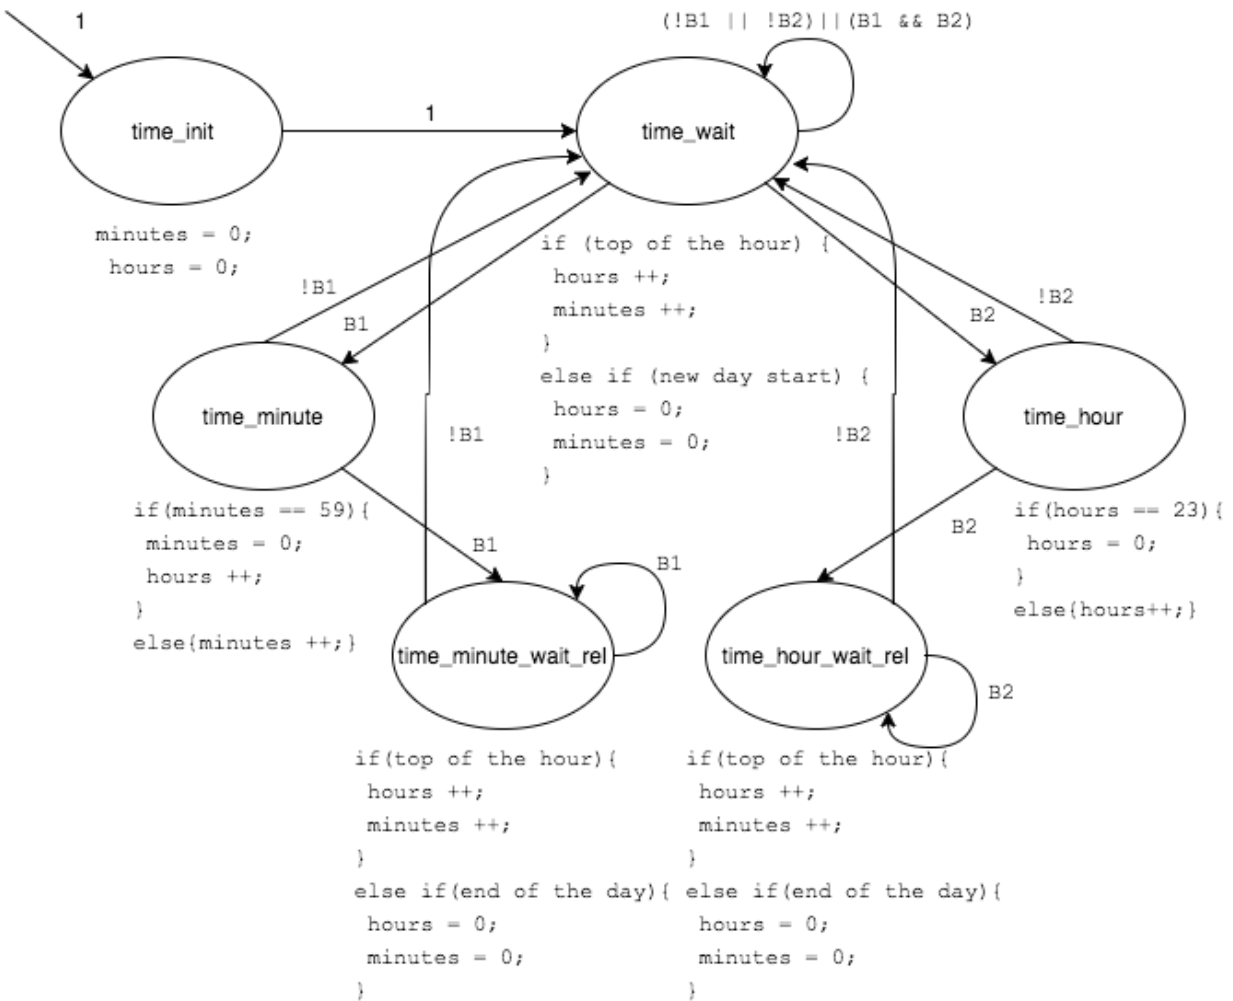 1
(!B1 || !B2)||(B1 && B2)
time_init
1
time_wait
minutes = 0;
hours = 0;
if (top of the hour) {
hours ++;
minutes ++;
}
else if (new day start) {
hours = 0;
minutes = 0;
}
!B1
B1
!B2
B2
time_minute
!B1
!B2
time_hour
if(minutes == 59){
minutes = 0;
hours ++;
}
else{minutes ++;}
if(hours == 23){
hours = 0;
}
else{hours++;}
B1
B1
B2
time_minute_wait_rel
time_hour_wait_rel
B2
if(top of the hour){
hours ++;
minutes ++;
}
else if(end of the day){
hours = 0;
minutes = 0;
}
if(top of the hour){
hours ++;
minutes ++;
}
else if(end of the day){
hours = 0;
minutes = 0;
}